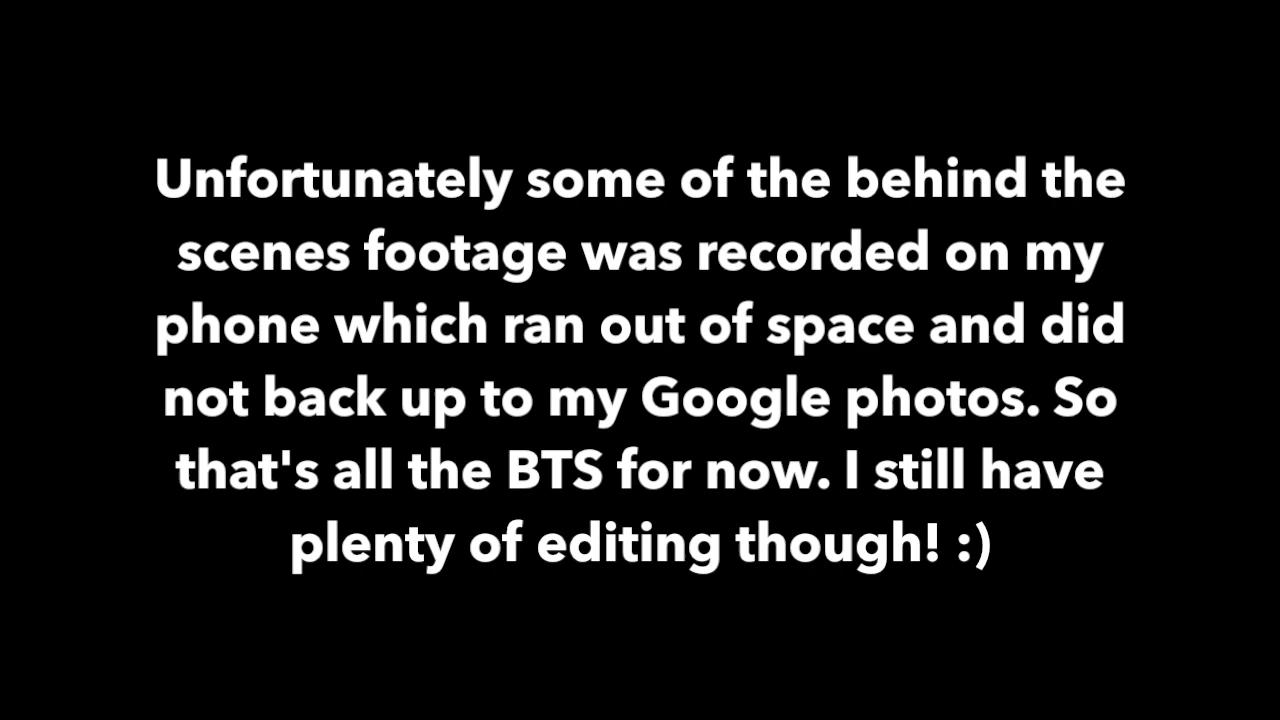 Unfortunately some of the behind the
scenes footage was recorded on my
phone which ran out of space and did
not back up to my Google photos. So
that's all the BTS for now. I still have
plenty of editing though! :)